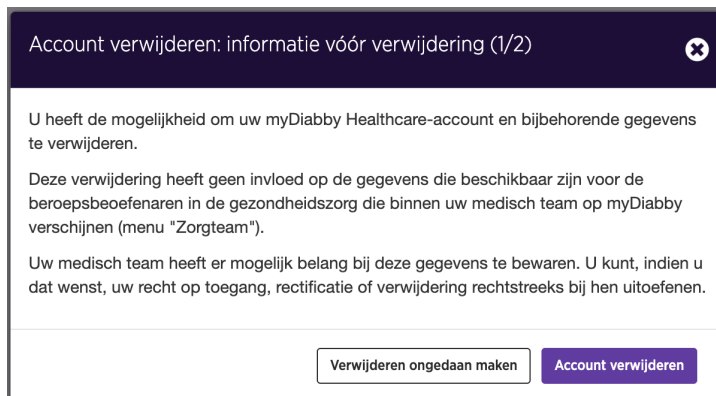 Account verwijderen: informatie vóór verwijdering (1/2)
U heeft de mogelijkheid om uw myDiabby Healthcare-account en bijbehorende gegevens
te verwijderen.
Deze verwijdering heeft geen invloed op de gegevens die beschikbaar zijn voor de
beroepsbeoefenaren in de gezondheidszorg die binnen uw medisch team op myDiabby
verschijnen (menu "Zorgteam").
Uw medisch team heeft er mogelijk belang bij deze gegevens te bewaren. U kunt, indien u
dat wenst, uw recht op toegang, rectificatie of verwijdering rechtstreeks bij hen uitoefenen.
Verwijderen ongedaan maken
Account verwijderen